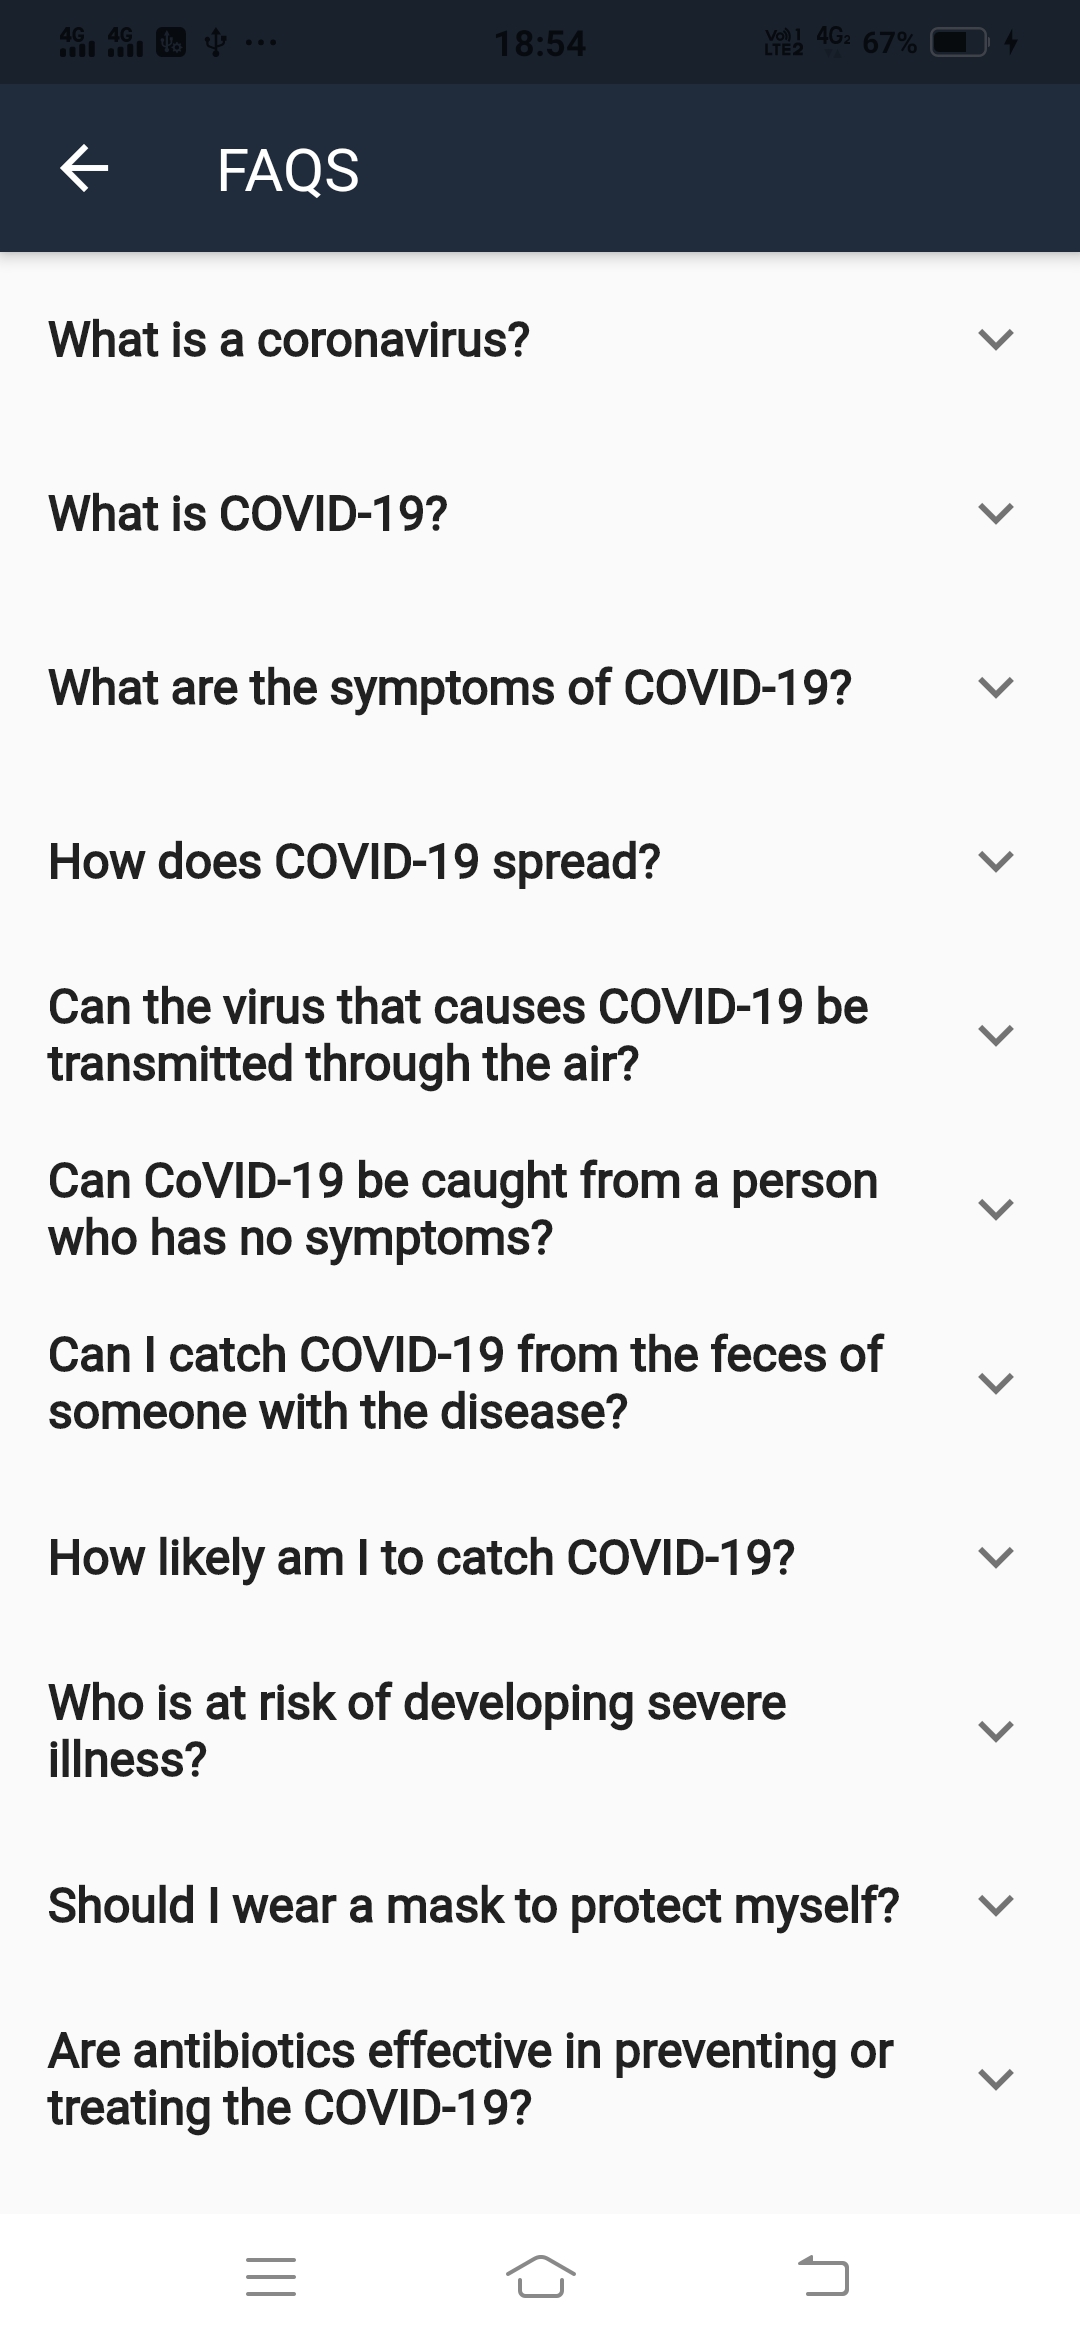 4G 4G 18:54 Vo)) 1 LTE2 4G2 67%
FAQS
What is a coronavirus?
What is COVID-19?
What are the symptoms of COVID-19?
How does COVID-19 spread?
Can the virus that causes COVID-19 be
transmitted through the air?
Can CoVID-19 be caught from a person
who has no symptoms?
Can I catch COVID-19 from the feces of
someone with the disease?
How likely am I to catch COVID-19?
Who is at risk of developing severe
illness?
Should I wear a mask to protect myself?
Are antibiotics effective in preventing or
treating the COVID-19?